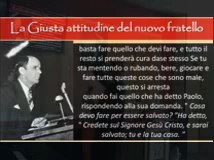 La Giusta attitudine del nuovo fratello
basta fare quello che devi fare, e tutto il
resto si prenderà cura dase stesso Se tu
sta mentendo o rubando, bere, giocare e
fare tutte queste cose che sono male,
questo si arresta
quando fai quello che ha detto Paolo,
rispondendo alla sua domanda. " Cosa
devo fare per essere salvato? "Ha detto,
" Credete sul Signore Gesù Cristo, e sarai
salvato; tu e la tua casa. "